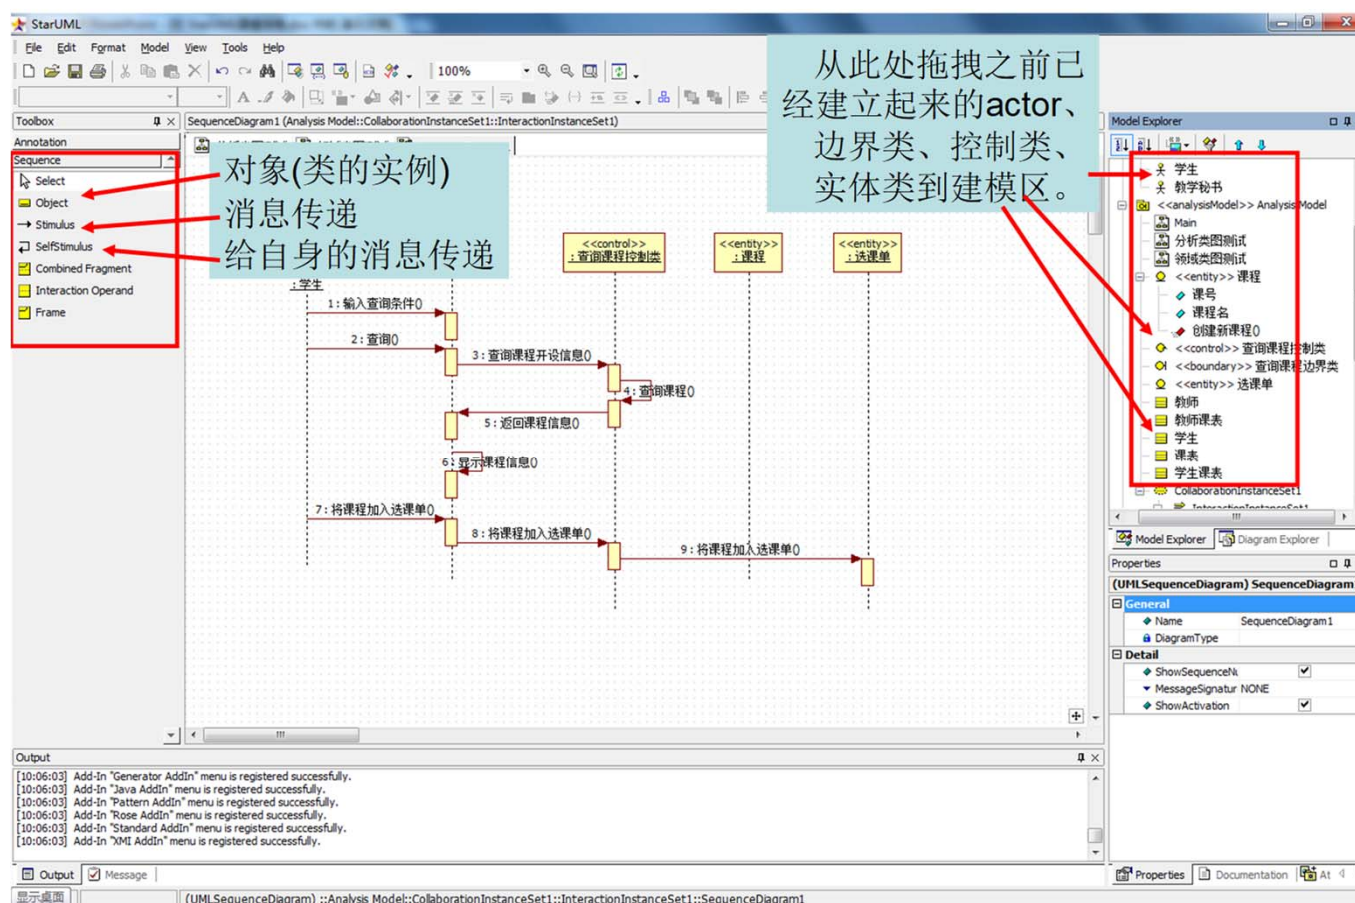 StarUML
File Edit Format Model View Tools Help
100%
Toolbox
Annotation
Sequence
Select
Object
Stimulus
SelfStimulus
Combined Fragment
Interaction Operand
Frame
SequenceDiagram1 (Analysis Model::CollaborationInstanceSet1::InteractionInstanceSet1)
对象(类的实例)
消息传递
给自身的消息传递
从此处拖拽之前已
经建立起来的actor、
边界类、控制类、
实体类到建模区。
<<control>>
: 查询课程控制类
<<entity>>
: 课程
<<entity>>
: 选课单
: 学生
1 : 输入查询条件()
2 : 查询()
3 : 查询课程开设信息()
4 : 查询课程()
5 : 返回课程信息()
6 : 显示课程信息()
7 : 将课程加入选课单()
8 : 将课程加入选课单()
9 : 将课程加入选课单()
Model Explorer
学生
教学秘书
<<analysisModel>> Analysis Model
Main
分析类图测试
领域类图测试
<<entity>> 课程
课号
课程名
创建新课程()
<<control>> 查询课程控制类
<<boundary>> 查询课程边界类
<<entity>> 选课单
教师
教师课表
学生
课表
学生课表
CollaborationInstanceSet1
InteractionInstanceSet1
Model Explorer
Diagram Explorer
Properties
(UMLSequenceDiagram) SequenceDiagram
General
Name SequenceDiagram1
DiagramType
Detail
ShowSequenceNu
MessageSignatur NONE
ShowActivation
Output
[10:06:03] Add-In "Generator AddIn" menu is registered successfully.
[10:06:03] Add-In "Java AddIn" menu is registered successfully.
[10:06:03] Add-In "Pattern AddIn" menu is registered successfully.
[10:06:03] Add-In "Rose AddIn" menu is registered successfully.
[10:06:03] Add-In "Standard AddIn" menu is registered successfully.
[10:06:03] Add-In "XMI AddIn" menu is registered successfully.
Output
Message
Properties
Documentation
At
显示桌面
(UMLSequenceDiagram) ::Analysis Model::CollaborationInstanceSet1::InteractionInstanceSet1::SequenceDiagram1